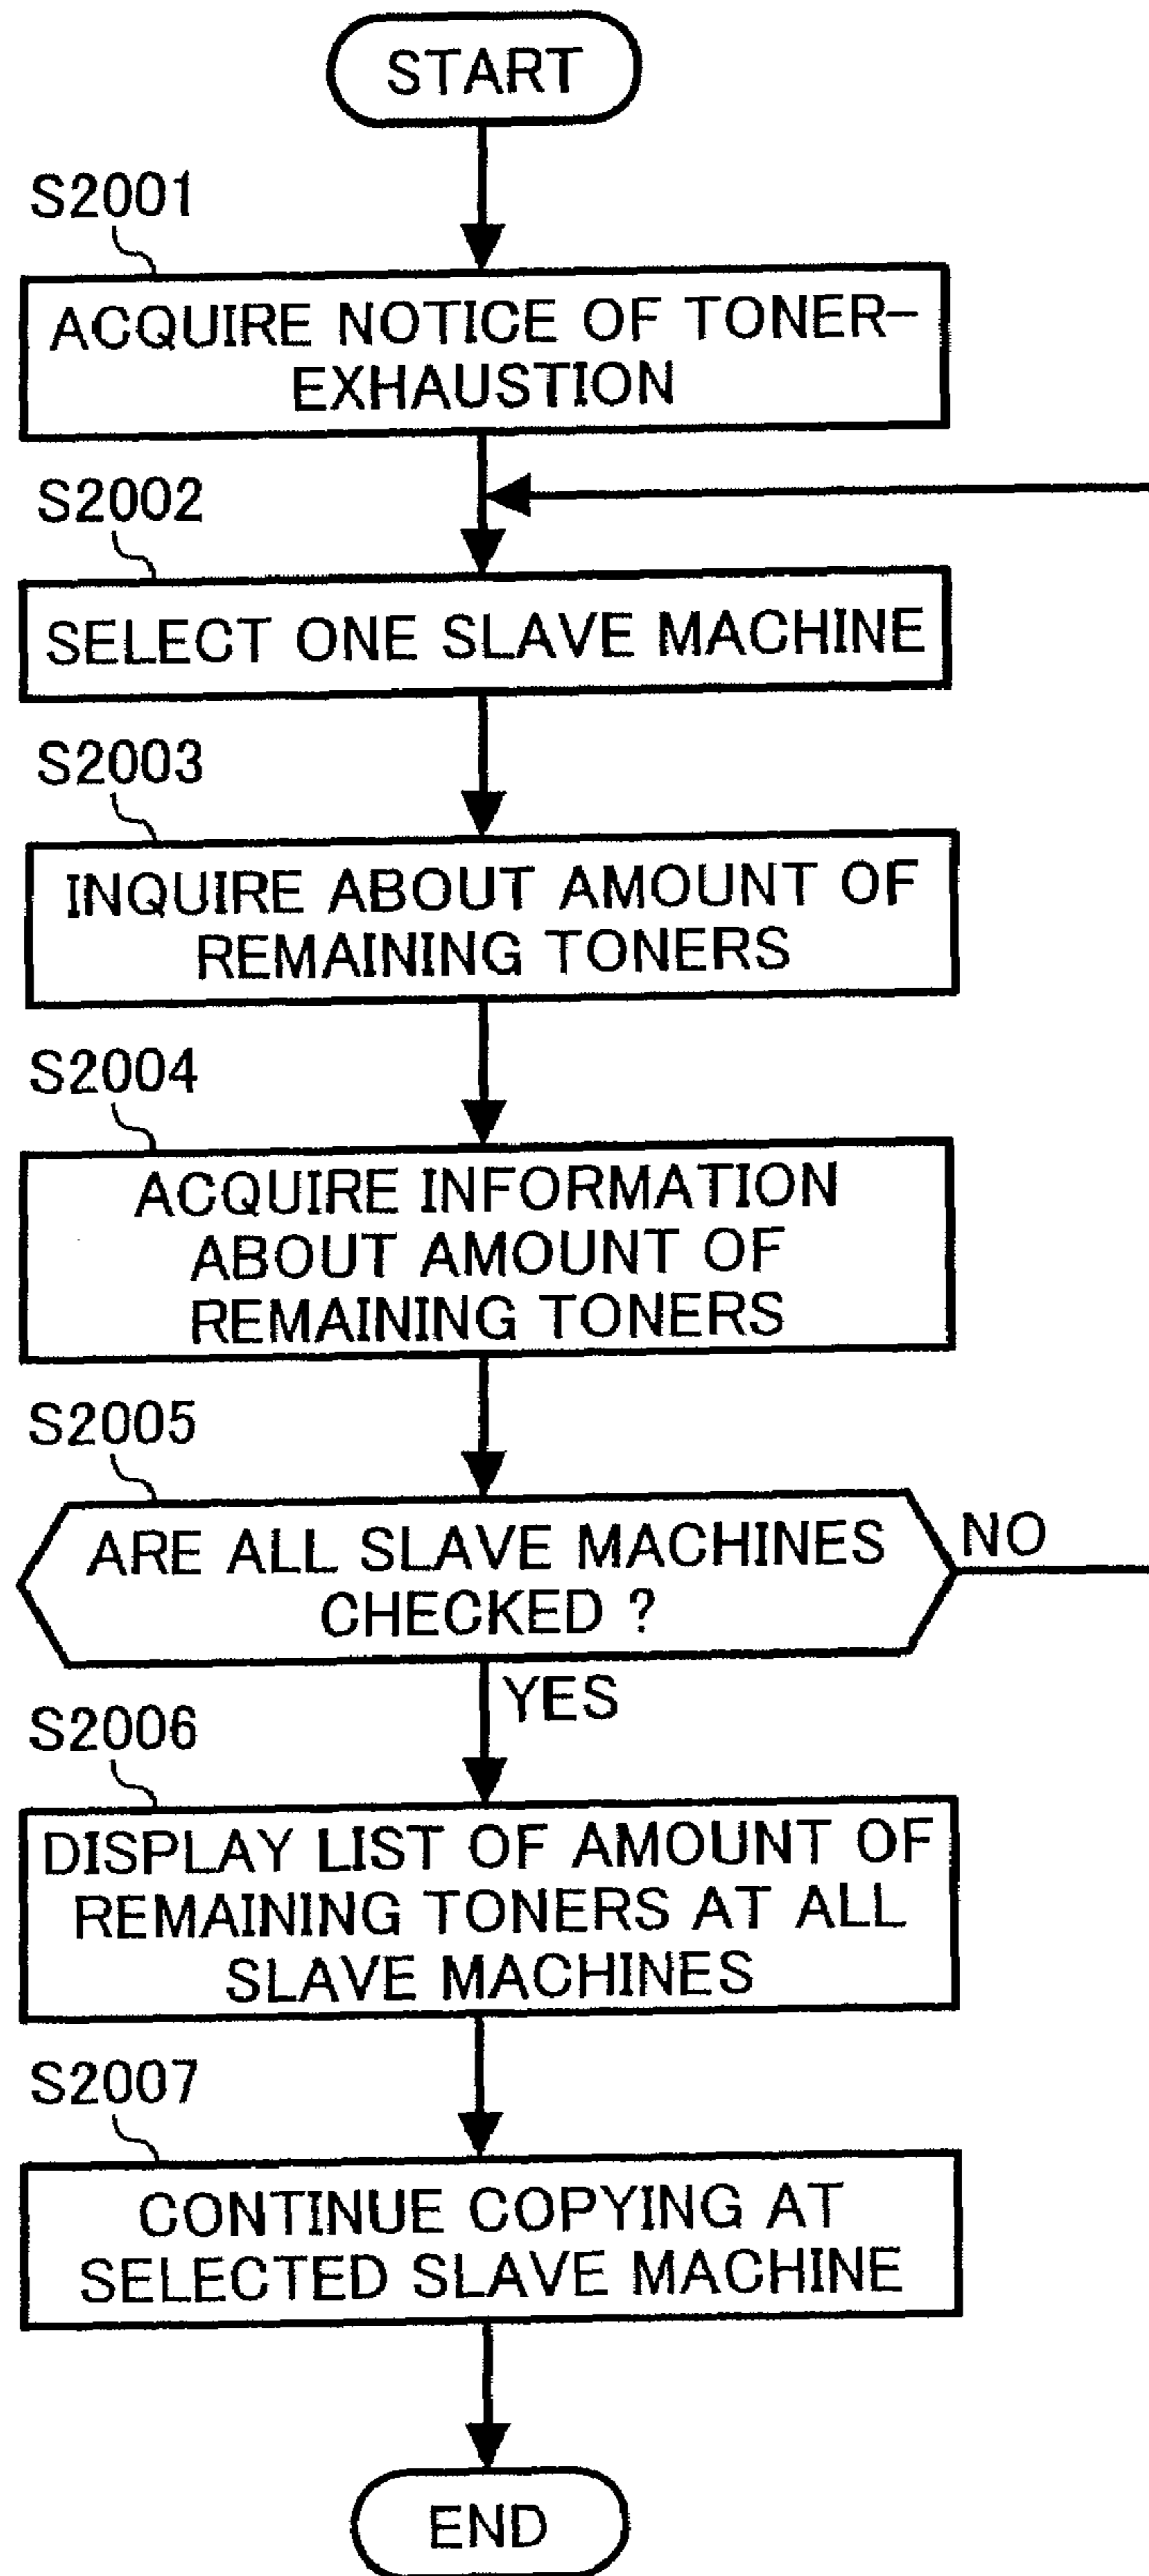 START
S2001
ACQUIRE NOTICE OF TONER-
EXHAUSTION
S2002
SELECT ONE SLAVE MACHINE
S2003
INQUIRE ABOUT AMOUNT OF
REMAINING TONERS
S2004
ACQUIRE INFORMATION
ABOUT AMOUNT OF
REMAINING TONERS
S2005
ARE ALL SLAVE MACHINES
CHECKED ?
NO
YES
S2006
DISPLAY LIST OF AMOUNT OF
REMAINING TONERS AT ALL
SLAVE MACHINES
S2007
CONTINUE COPYING AT
SELECTED SLAVE MACHINE
END